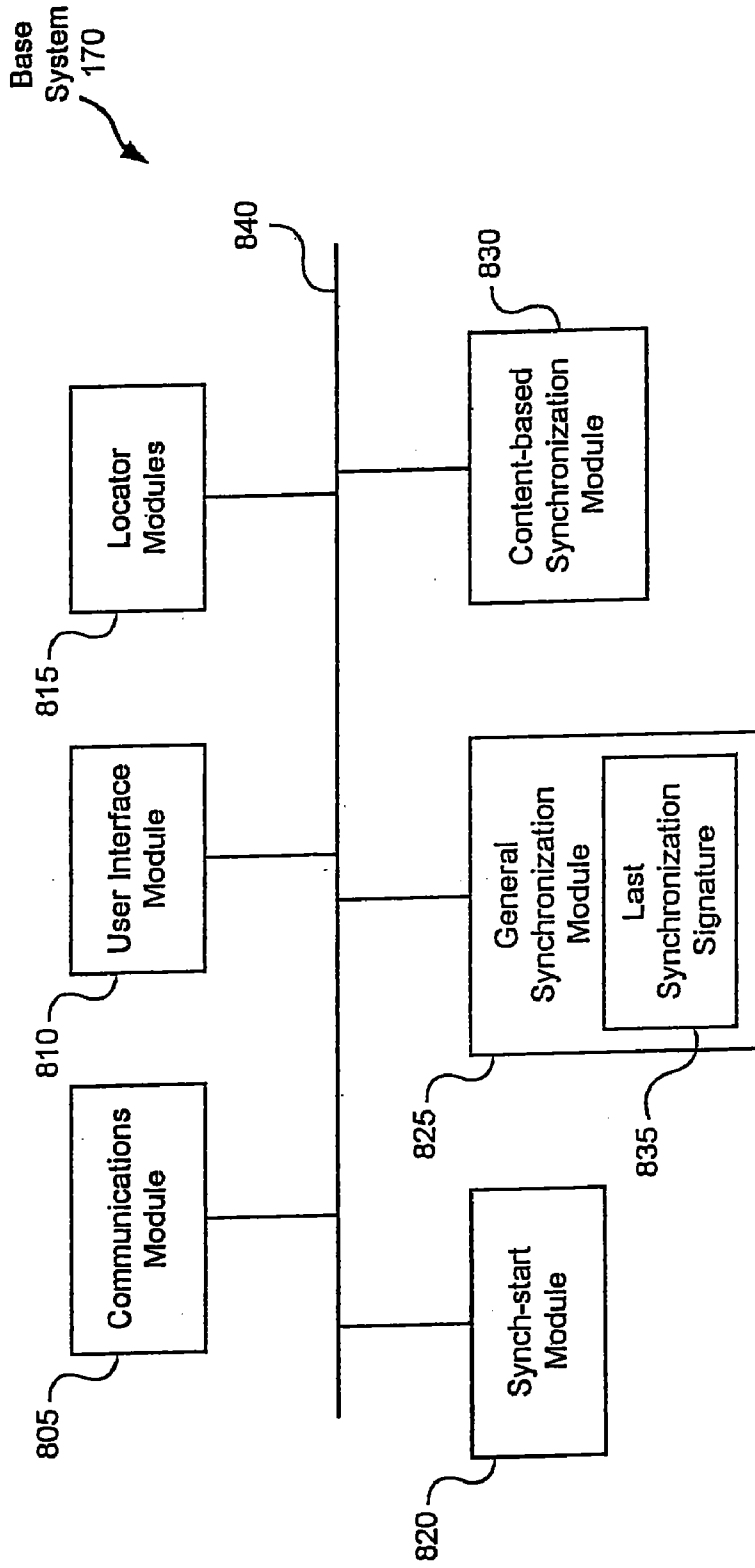 Base
System
170
805
Communications
Module
810
User Interface
Module
815
Locator
Modules
840
820
Synch-start
Module
825
General
Synchronization
Module
835
Last
Synchronization
Signature
830
Content-based
Synchronization
Module